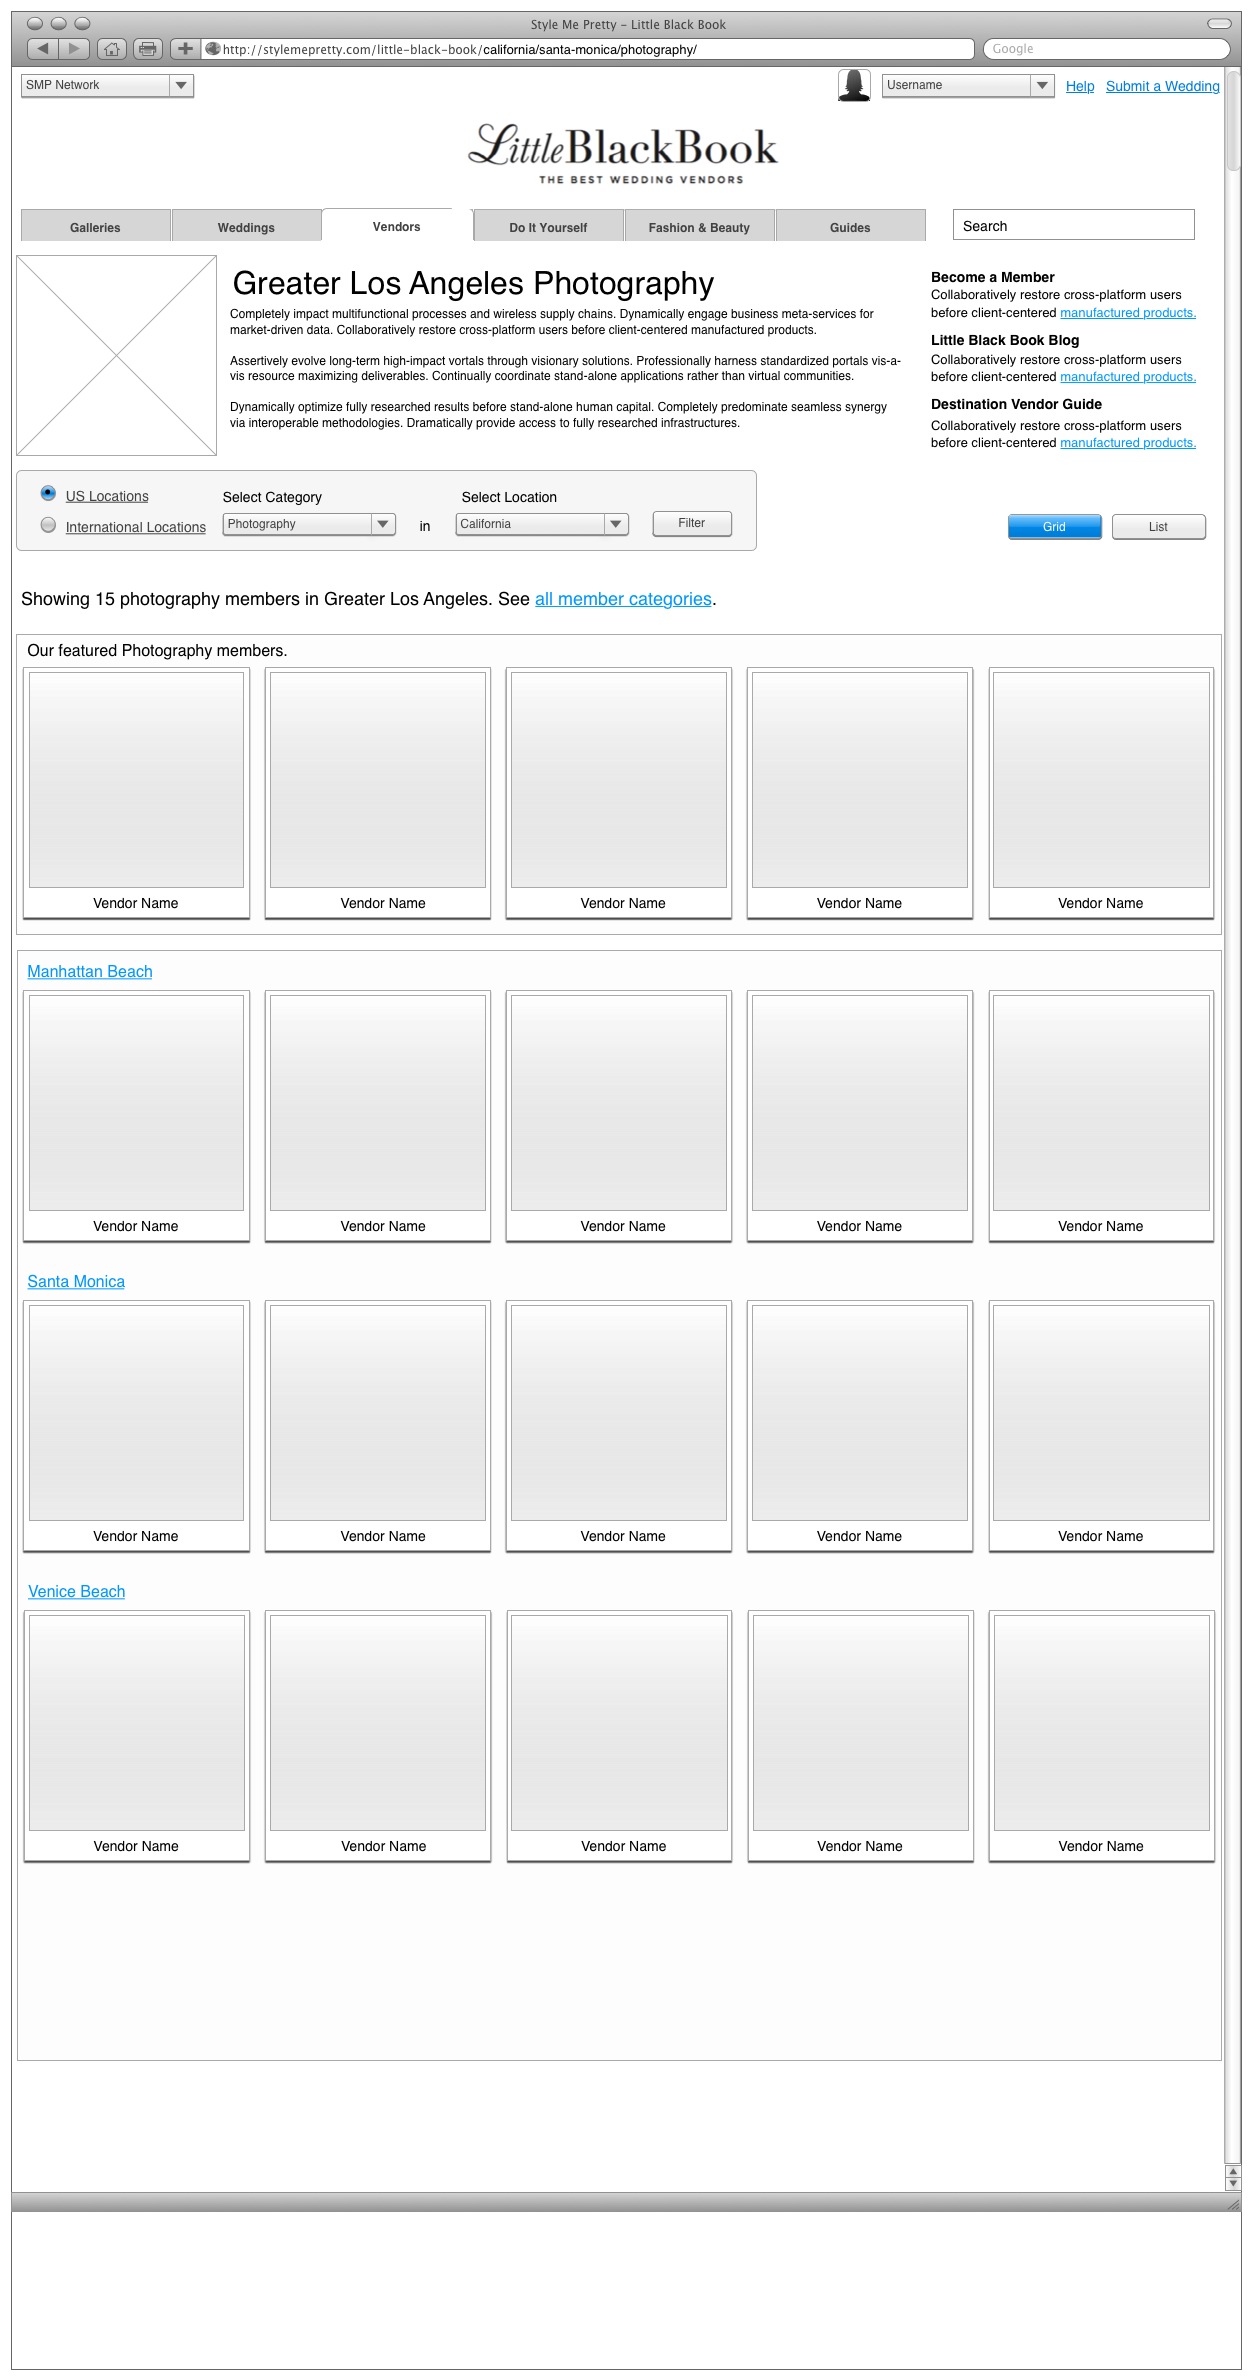 Style Me Pretty – Little Black Book
http://stylemepretty.com/little-black-book/california/santa-monica/photography/
Google
SMP Network
Username
Help
Submit a Wedding
LittleBlackBook
THE BEST WEDDING VENDORS
Galleries
Weddings
Vendors
Do It Yourself
Fashion & Beauty
Guides
Search
Greater Los Angeles Photography
Completely impact multifunctional processes and wireless supply chains. Dynamically engage business meta-services for
market-driven data. Collaboratively restore cross-platform users before client-centered manufactured products.
Assertively evolve long-term high-impact vortals through visionary solutions. Professionally harness standardized portals vis-a-
vis resource maximizing deliverables. Continually coordinate stand-alone applications rather than virtual communities.
Dynamically optimize fully researched results before stand-alone human capital. Completely predominate seamless synergy
via interoperable methodologies. Dramatically provide access to fully researched infrastructures.
Become a Member
Collaboratively restore cross-platform users
before client-centered manufactured products.
Little Black Book Blog
Collaboratively restore cross-platform users
before client-centered manufactured products.
Destination Vendor Guide
Collaboratively restore cross-platform users
before client-centered manufactured products.
US Locations
International Locations
Select Category
Photography
in
Select Location
California
Filter
Grid
List
Showing 15 photography members in Greater Los Angeles. See all member categories.
Our featured Photography members.
Vendor Name
Vendor Name
Vendor Name
Vendor Name
Vendor Name
Manhattan Beach
Vendor Name
Vendor Name
Vendor Name
Vendor Name
Vendor Name
Santa Monica
Vendor Name
Vendor Name
Vendor Name
Vendor Name
Vendor Name
Venice Beach
Vendor Name
Vendor Name
Vendor Name
Vendor Name
Vendor Name